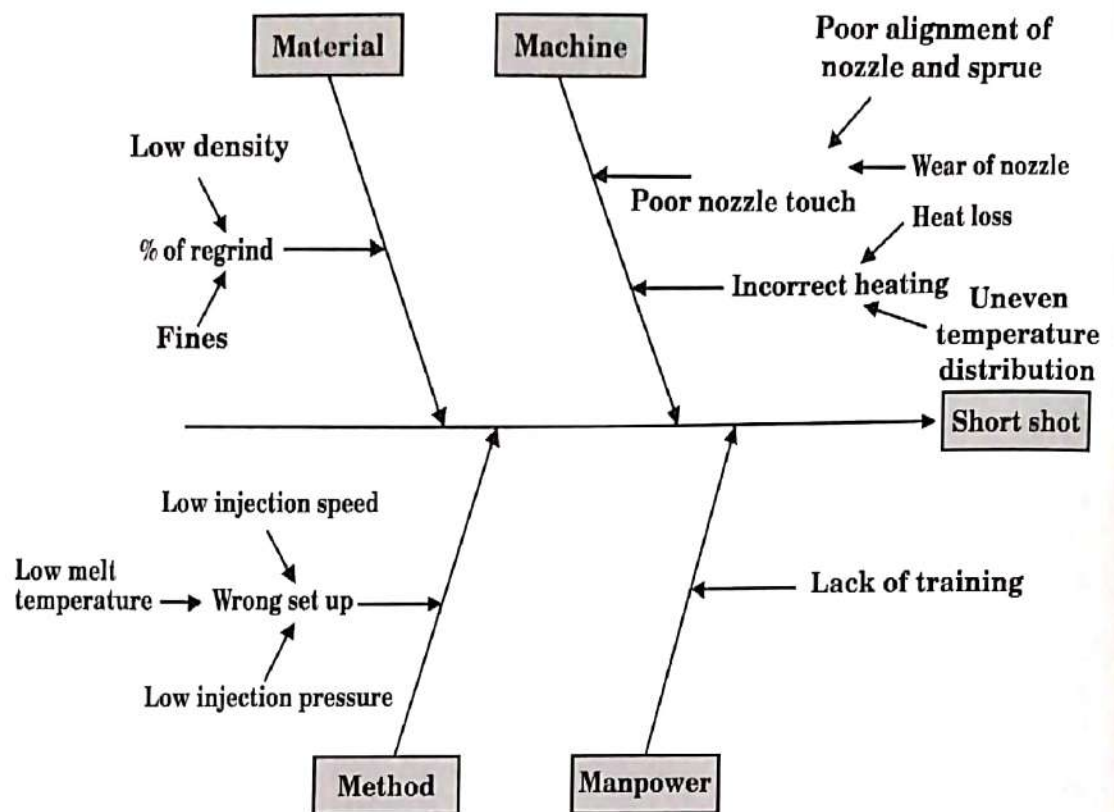 Material
Machine
Poor alignment of
nozzle and sprue
Low density
Wear of nozzle
Poor nozzle touch
Heat loss
% of regrind
Incorrect heating
Uneven
temperature
distribution
Fines
Short shot
Low injection speed
Low melt
temperature
Wrong set up
Lack of training
Low injection pressure
Method
Manpower